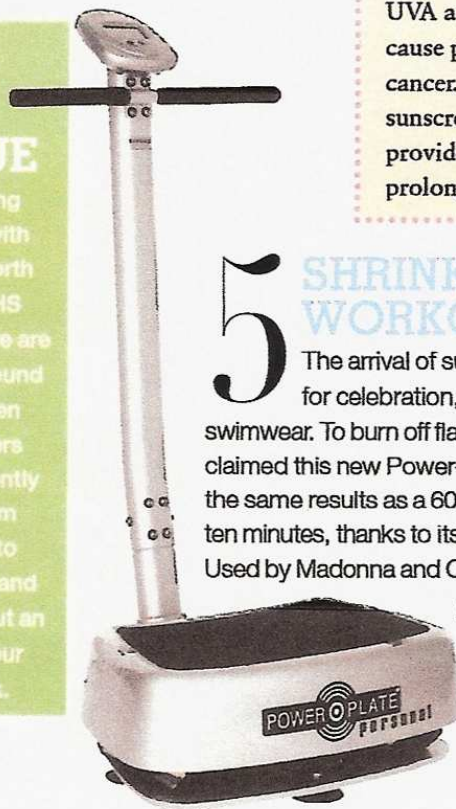 UVA a
cause p
cancer.
sunscre
provid
prolon
UE
ng
with
orth
HS
e are
und
en
ers
ntly
m
to
and
ut an
our
s.
5 SHRINK
WORKO
The arrival of su
for celebration,
swimwear. To burn off fla
claimed this new Power-
the same results as a 60
ten minutes, thanks to its
Used by Madonna and C
POWER PLATE
personal